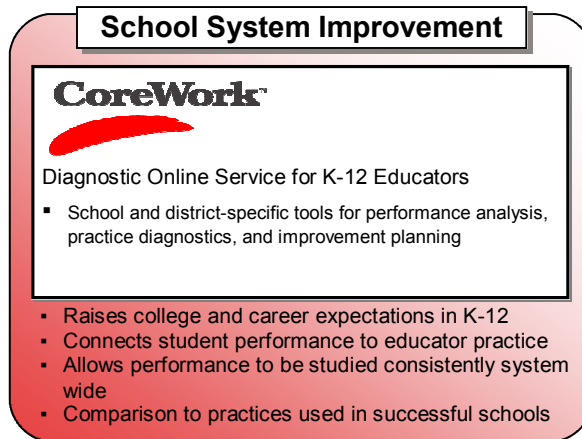 School System Improvement
CoreWork™
Diagnostic Online Service for K-12 Educators
▪ School and district-specific tools for performance analysis,
practice diagnostics, and improvement planning
▪ Raises college and career expectations in K-12
▪ Connects student performance to educator practice
▪ Allows performance to be studied consistently system
wide
▪ Comparison to practices used in successful schools